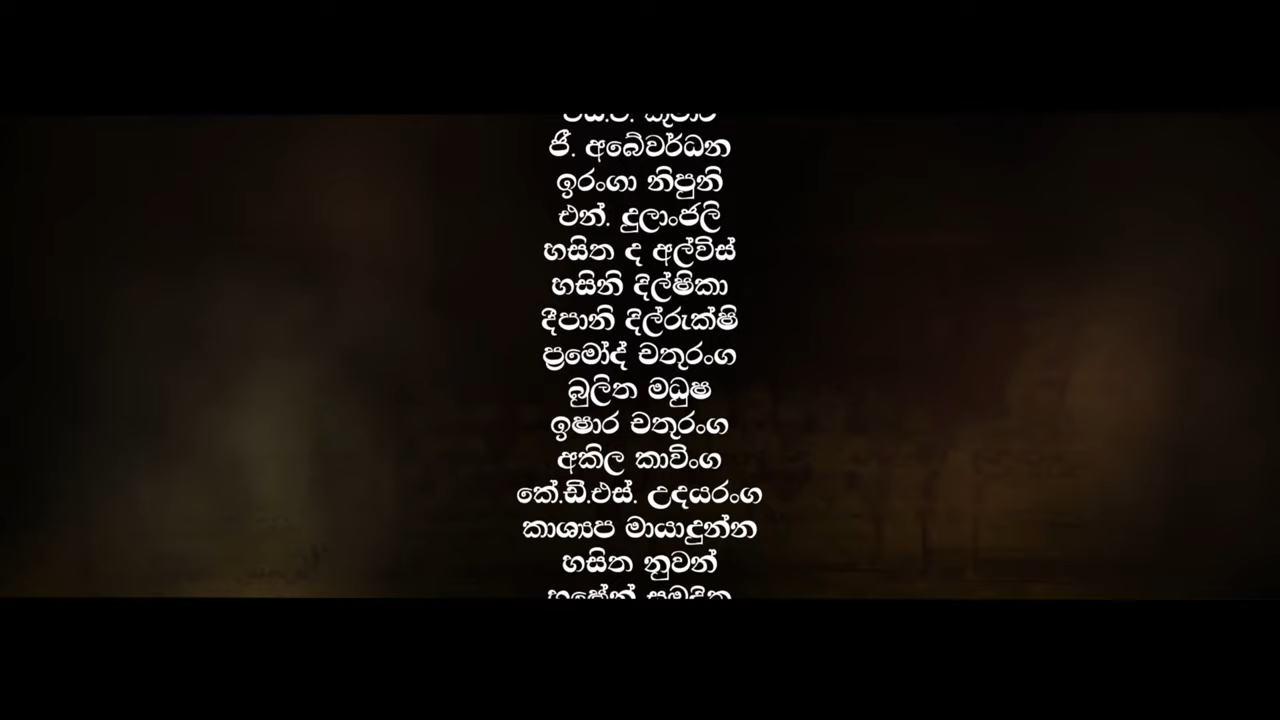 ජී. අබේවර්ධන
ඉරංගා නිපුනි
එන්. දුලාංජලි
හසිත ද අල්විස්
හසිනි දිල්ෂිකා
දීපානි දිල්රුක්ෂි
ප්‍රමෝද් චතුරංග
බුලිත මධුෂ
ඉෂාර චතුරංග
අකිල කාවිංග
කේ.ඩී.එස්. උදයරංග
කාශ්‍යප මායාදුන්න
හසිත නුවන්